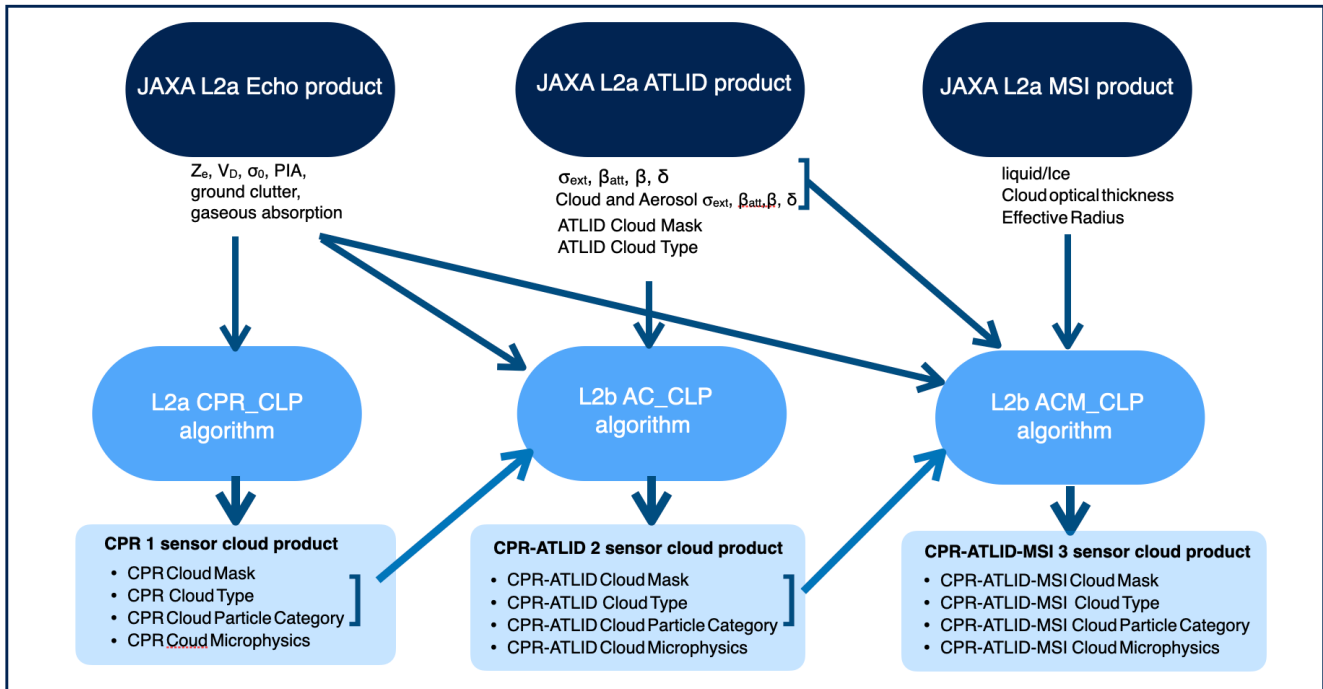 JAXA L2a Echo product
JAXA L2a ATLID product
JAXA L2a MSI product
Zₑ, V_D, σ₀, PIA,
ground clutter,
gaseous absorption
σₑₓₜ, βₐₜₜ, β, δ
Cloud and Aerosol σₑₓₜ, βₐₜₜ,β, δ
ATLID Cloud Mask
ATLID Cloud Type
liquid/Ice
Cloud optical thickness
Effective Radius
L2a CPR_CLP
algorithm
L2b AC_CLP
algorithm
L2b ACM_CLP
algorithm
CPR 1 sensor cloud product
• CPR Cloud Mask
• CPR Cloud Type
• CPR Cloud Particle Category
• CPR Coud Microphysics
CPR-ATLID 2 sensor cloud product
• CPR-ATLID Cloud Mask
• CPR-ATLID Cloud Type
• CPR-ATLID Cloud Particle Category
• CPR-ATLID Cloud Microphysics
CPR-ATLID-MSI 3 sensor cloud product
• CPR-ATLID-MSI Cloud Mask
• CPR-ATLID-MSI Cloud Type
• CPR-ATLID-MSI Cloud Particle Category
• CPR-ATLID-MSI Cloud Microphysics